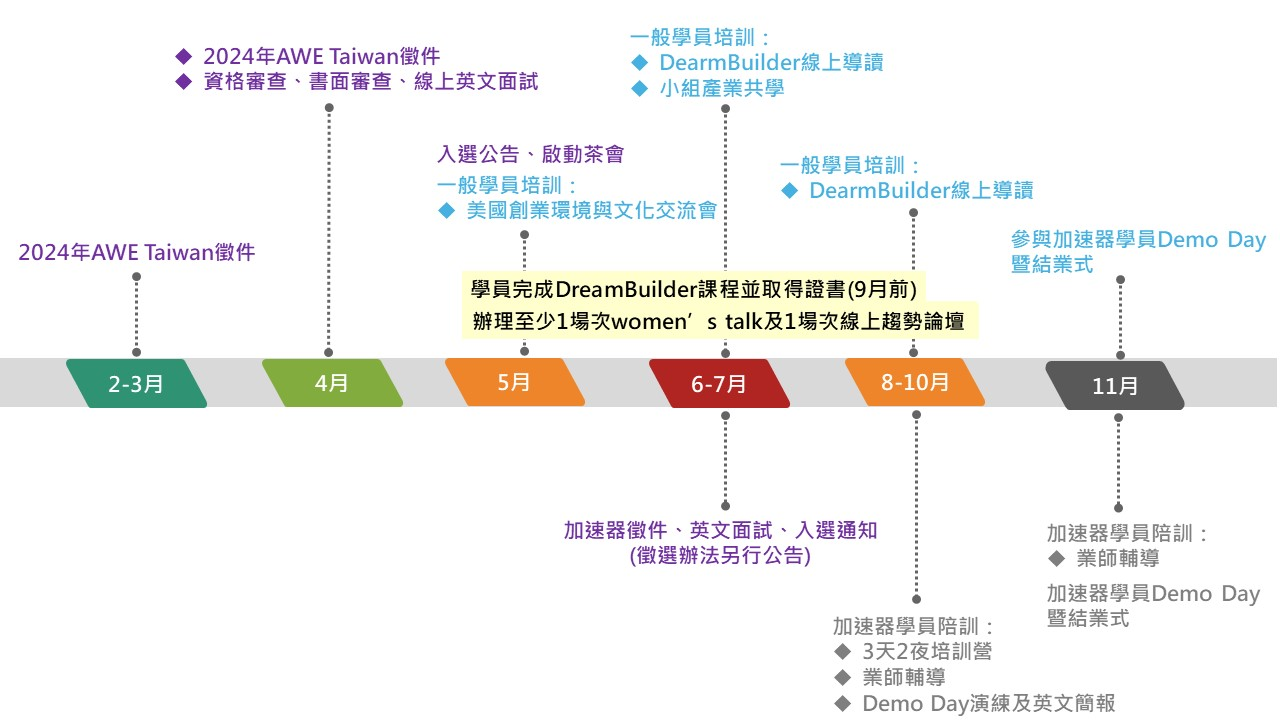 2024年AWE Taiwan徵件
◆ 2024年AWE Taiwan徵件
◆ 資格審查、書面審查、線上英文面試
入選公告、啟動茶會
一般學員培訓：
◆ 美國創業環境與文化交流會
一般學員培訓：
◆ DearmBuilder線上導讀
◆ 小組產業共學
一般學員培訓：
◆ DearmBuilder線上導讀
參與加速器學員Demo Day
暨結業式
學員完成DreamBuilder課程並取得證書(9月前)
辦理至少1場次women’s talk及1場次線上趨勢論壇
2-3月
4月
5月
6-7月
8-10月
11月
加速器徵件、英文面試、入選通知
(徵選辦法另行公告)
加速器學員陪訓：
◆ 3天2夜培訓營
◆ 業師輔導
◆ Demo Day演練及英文簡報
加速器學員陪訓：
◆ 業師輔導
加速器學員Demo Day
暨結業式